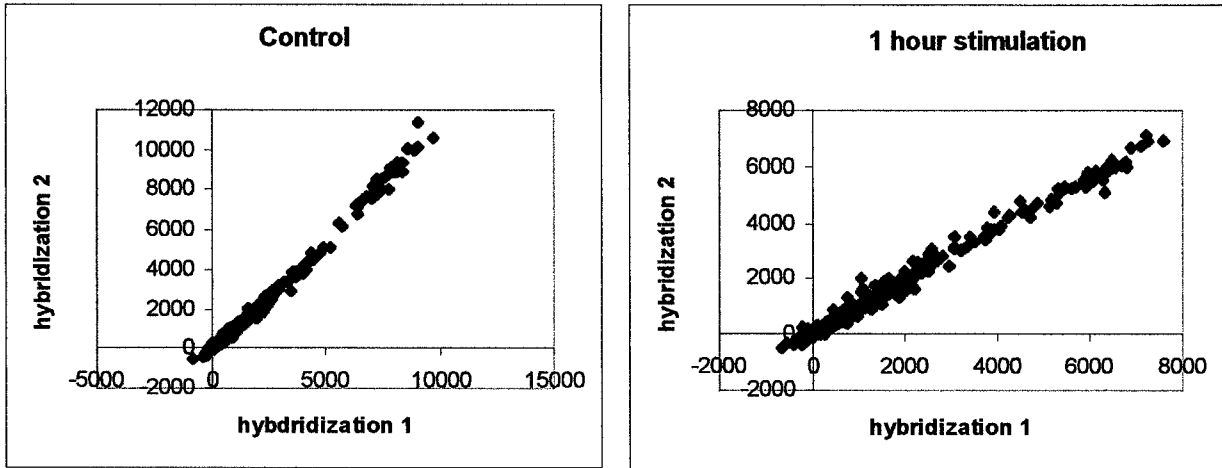 Control
12000
10000
8000
6000
4000
2000
0
-2000
-5000 0 5000 10000 15000
hybridization 2
hybdridization 1
1 hour stimulation
8000
6000
4000
2000
0
-2000
-2000 0 2000 4000 6000 8000
hybridization 2
hybridization 1